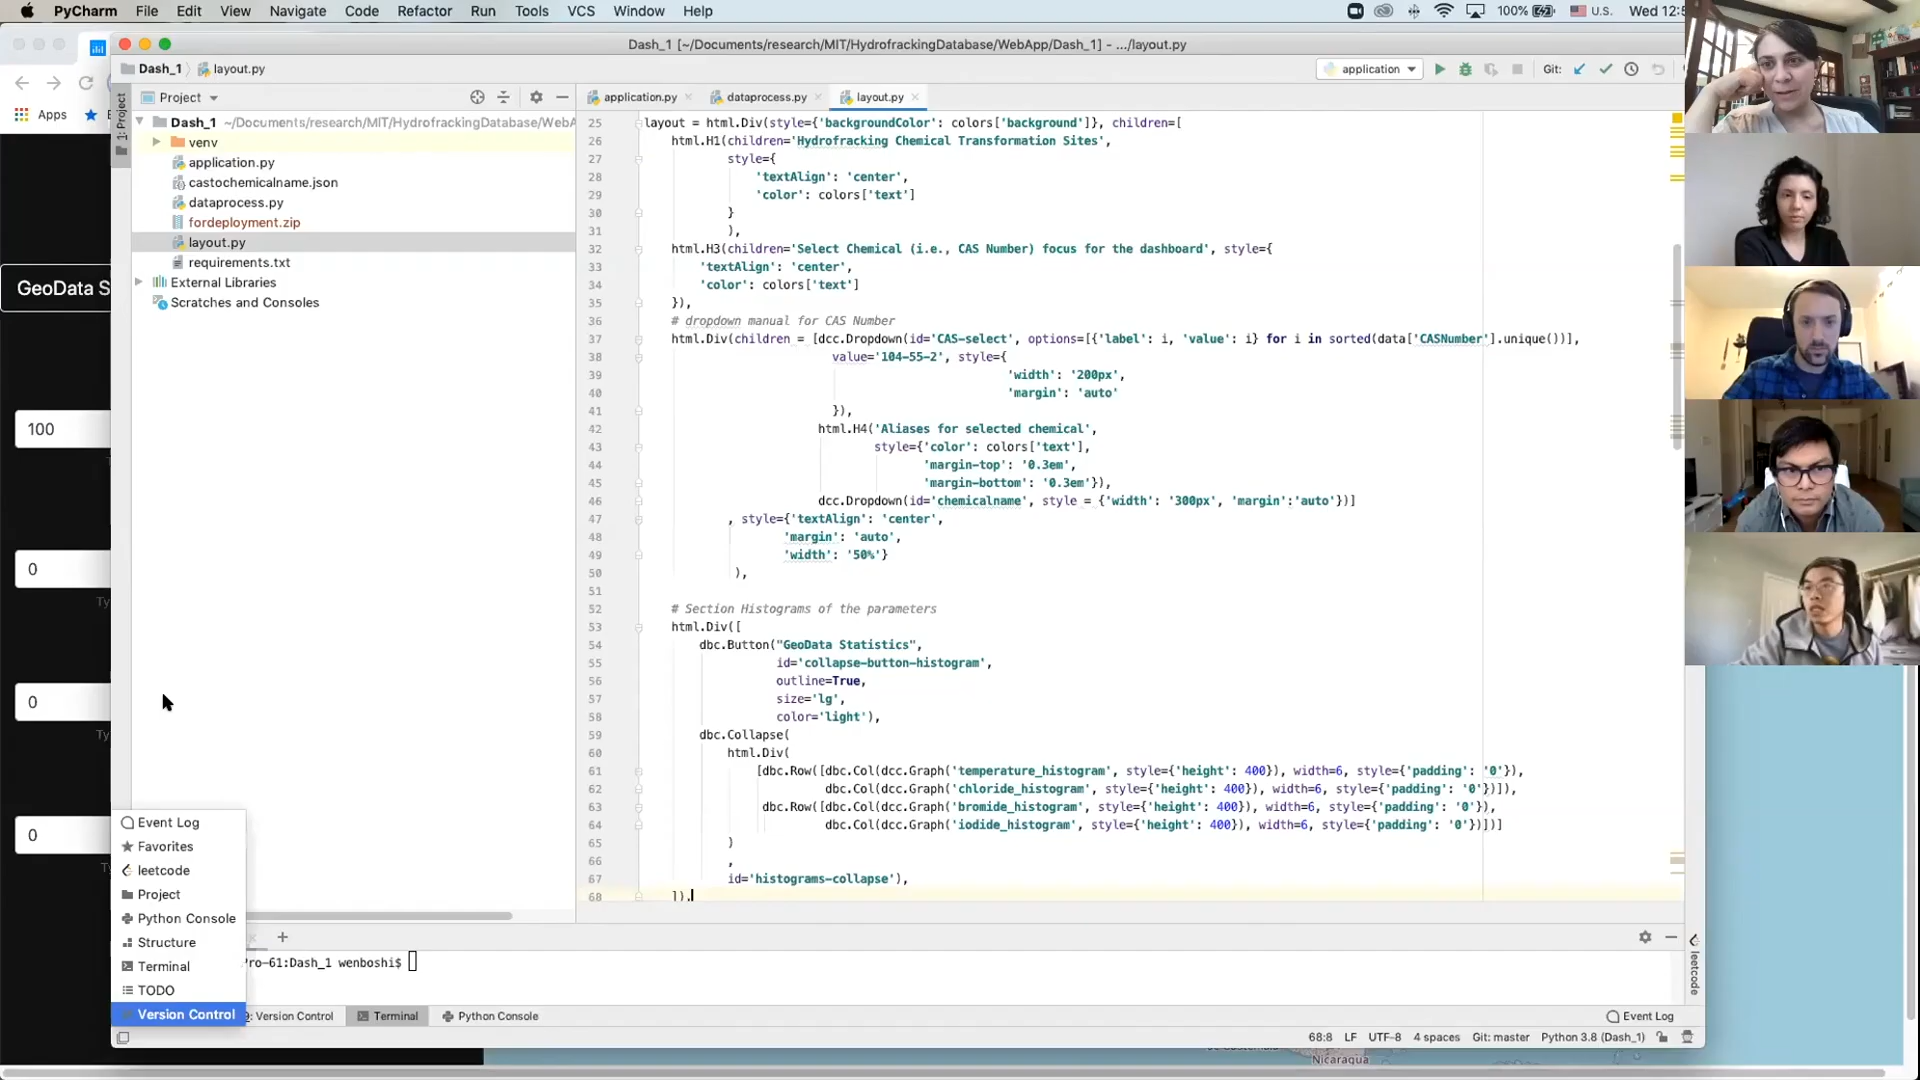 PyCharm File Edit View Navigate Code Refactor Run Tools VCS Window Help 100% U.S. Wed 12:5
Dash_1 [~/Documents/research/MIT/HydrofrackingDatabase/WebApp/Dash_1] - .../layout.py
Dash_1 layout.py application Git:
Apps
1: Project
Project
application.py dataprocess.py layout.py
Dash_1 ~/Documents/research/MIT/HydrofrackingDatabase/WebA
venv
application.py
castochemicalname.json
dataprocess.py
fordeployment.zip
layout.py
requirements.txt
External Libraries
Scratches and Consoles
GeoData S
100
0
Ty
0
Ty
0
25 layout = html.Div(style={'backgroundColor': colors['background']}, children=[
26 html.H1(children='Hydrofracking Chemical Transformation Sites',
27 style={
28 'textAlign': 'center',
29 'color': colors['text']
30 }
31 ),
32 html.H3(children='Select Chemical (i.e., CAS Number) focus for the dashboard', style={
33 'textAlign': 'center',
34 'color': colors['text']
35 }),
36 # dropdown manual for CAS Number
37 html.Div(children = [dcc.Dropdown(id='CAS-select', options=[{'label': i, 'value': i} for i in sorted(data['CASNumber'].unique())],
38 value='104-55-2', style={
39 'width': '200px',
40 'margin': 'auto'
41 }),
42 html.H4('Aliases for selected chemical',
43 style={'color': colors['text'],
44 'margin-top': '0.3em',
45 'margin-bottom': '0.3em'}),
46 dcc.Dropdown(id='chemicalname', style = {'width': '300px', 'margin':'auto'})]
47 , style={'textAlign': 'center',
48 'margin': 'auto',
49 'width': '50%'}
50 ),
51
52 # Section Histograms of the parameters
53 html.Div([
54 dbc.Button("GeoData Statistics",
55 id='collapse-button-histogram',
56 outline=True,
57 size='lg',
58 color='light'),
59 dbc.Collapse(
60 html.Div(
61 [dbc.Row([dbc.Col(dcc.Graph('temperature_histogram', style={'height': 400}), width=6, style={'padding': '0'}),
62 dbc.Col(dcc.Graph('chloride_histogram', style={'height': 400}), width=6, style={'padding': '0'})]),
63 dbc.Row([dbc.Col(dcc.Graph('bromide_histogram', style={'height': 400}), width=6, style={'padding': '0'}),
64 dbc.Col(dcc.Graph('iodide_histogram', style={'height': 400}), width=6, style={'padding': '0'})])]
65 )
66 ,
67 id='histograms-collapse'),
68 ]),
Event Log
Favorites
leetcode
Project
Python Console
Structure
Terminal
TODO
Version Control
ro-61:Dash_1 wenboshi$
leetcode
9: Version Control Terminal Python Console Event Log
68:8 LF UTF-8 4 spaces Git: master Python 3.8 (Dash_1)
Nicaragua